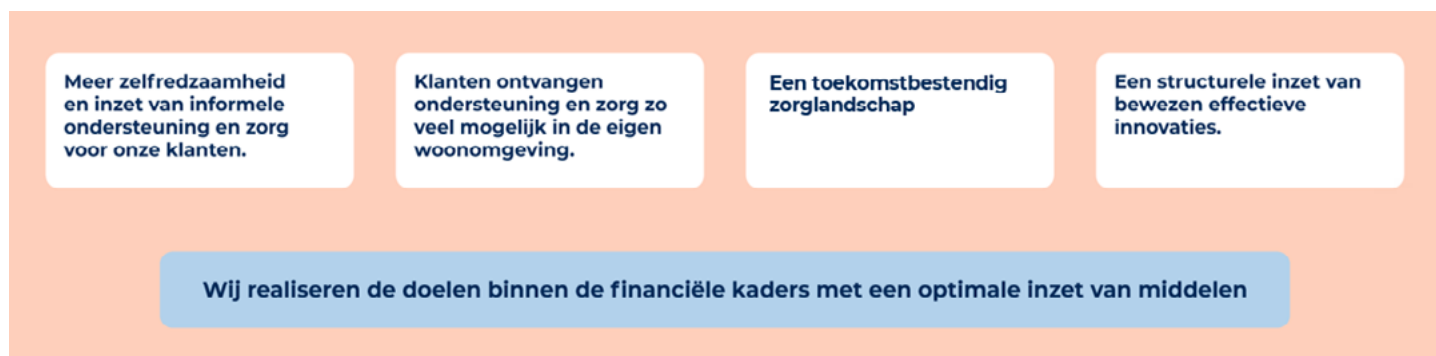 Meer zelfredzaamheid
en inzet van informele
ondersteuning en zorg
voor onze klanten.
Klanten ontvangen
ondersteuning en zorg zo
veel mogelijk in de eigen
woonomgeving.
Een toekomstbestendig
zorglandschap
Een structurele inzet van
bewezen effectieve
innovaties.
Wij realiseren de doelen binnen de financiële kaders met een optimale inzet van middelen